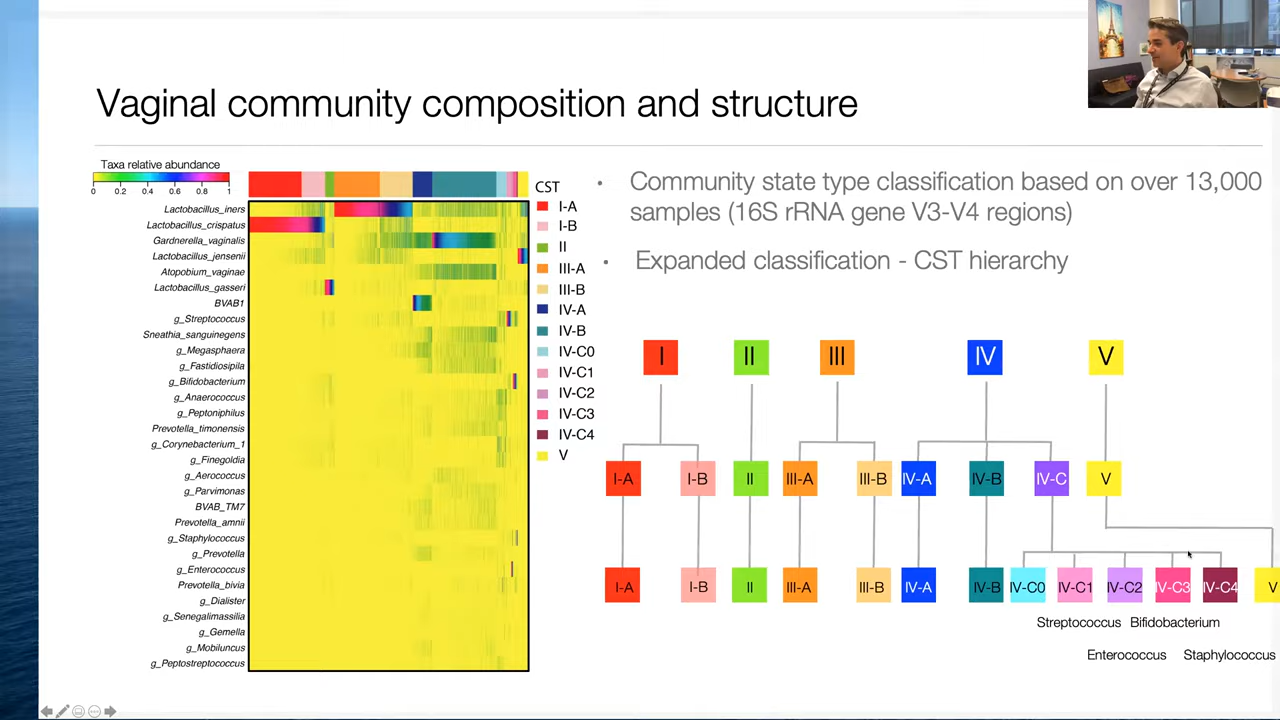 Vaginal community composition and structure
Taxa relative abundance
0 0.2 0.4 0.6 0.8 1
Lactobacillus_iners
Lactobacillus_crispatus
Gardnerella_vaginalis
Lactobacillus_jensenii
Atopobium_vaginae
Lactobacillus_gasseri
BVAB1
g_Streptococcus
Sneathia_sanguinegens
g_Megasphaera
g_Fastidiosipila
g_Bifidobacterium
g_Anaerococcus
g_Peptoniphilus
Prevotella_timonensis
g_Corynebacterium_1
g_Finegoldia
g_Aerococcus
g_Parvimonas
BVAB_TM7
Prevotella_amnii
g_Staphylococcus
g_Prevotella
g_Enterococcus
Prevotella_bivia
g_Dialister
g_Senegalimassilia
g_Gemella
g_Mobiluncus
g_Peptostreptococcus
CST
I-A
I-B
II
III-A
III-B
IV-A
IV-B
IV-C0
IV-C1
IV-C2
IV-C3
IV-C4
V
• Community state type classification based on over 13,000
samples (16S rRNA gene V3-V4 regions)
• Expanded classification - CST hierarchy
I II III IV V
I-A I-B II III-A III-B IV-A IV-B IV-C V
I-A I-B II III-A III-B IV-A IV-B IV-C0 IV-C1 IV-C2 IV-C3 IV-C4 V
Streptococcus Bifidobacterium
Enterococcus Staphylococcus